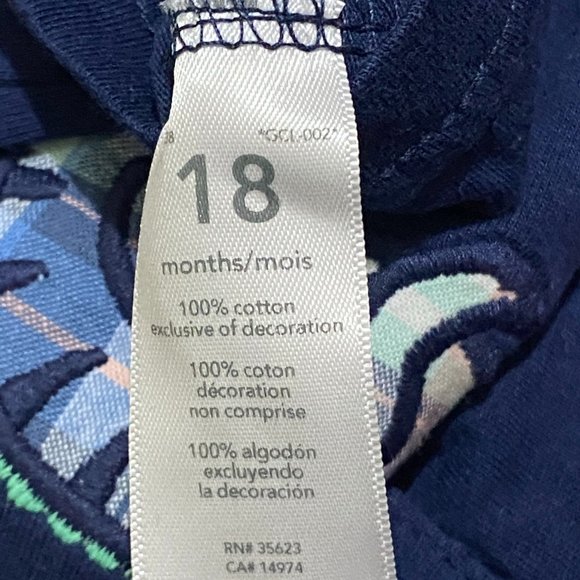 *GCL-002*
18
months/mois
100% cotton
exclusive of decoration
100% coton
décoration
non comprise
100% algodón
excluyendo
la decoración
RN# 35623
CA# 14974